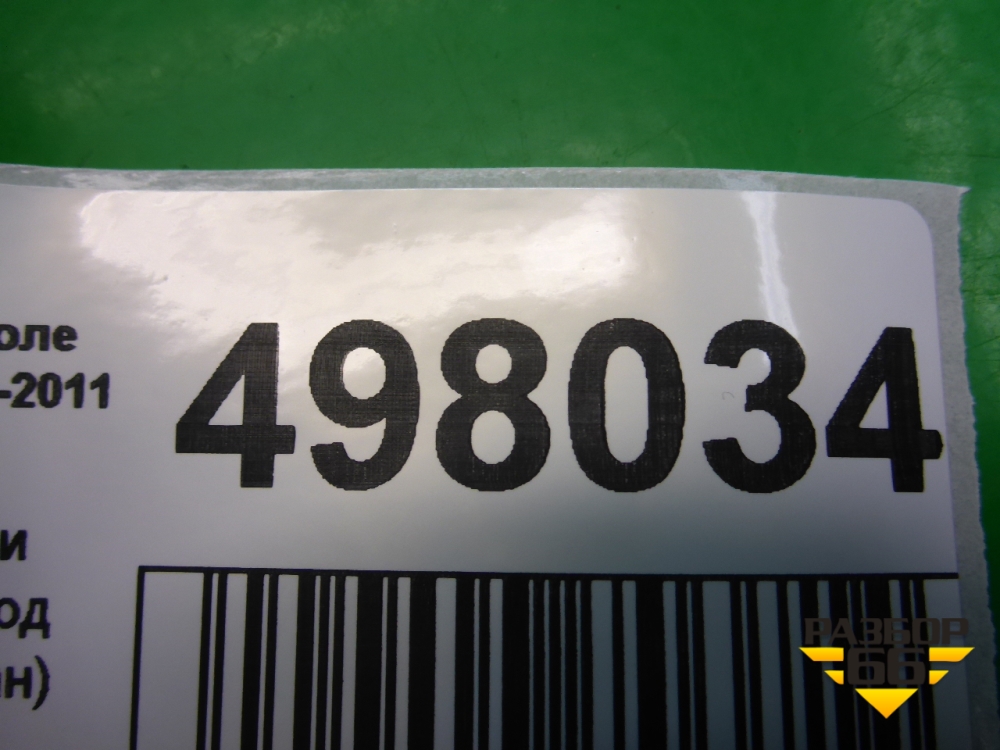 498034
оле
-2011
и
од
н)
РАЗБОР
66